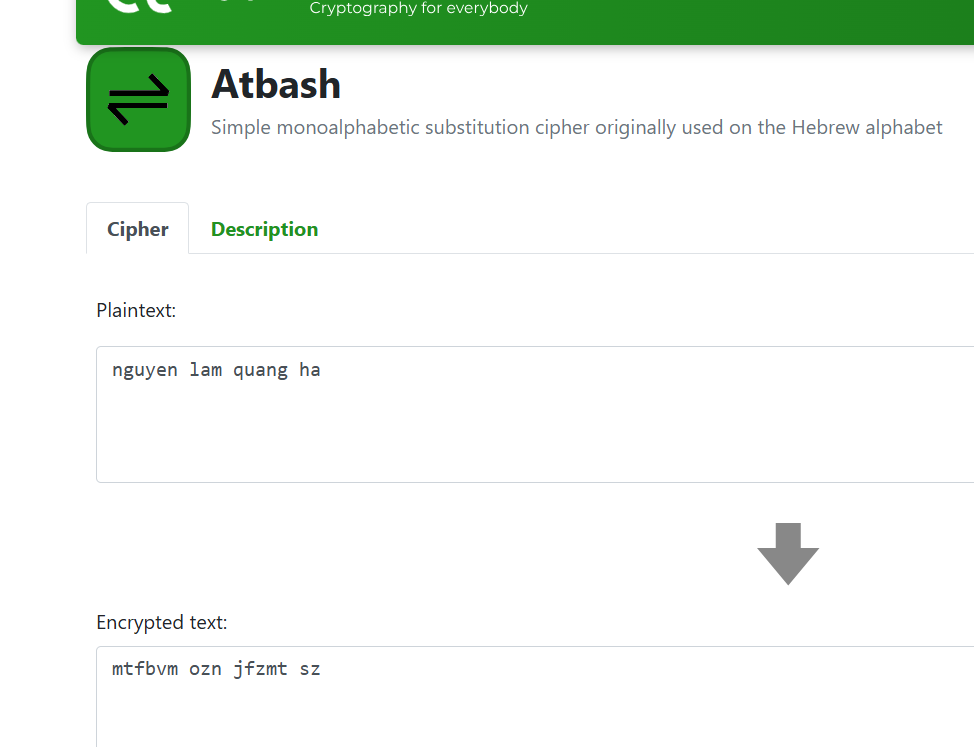 Cryptography for everybody
Atbash
Simple monoalphabetic substitution cipher originally used on the Hebrew alphabet
Cipher
Description
Plaintext:
nguyen lam quang ha
Encrypted text:
mtfbvm ozn jfzmt sz